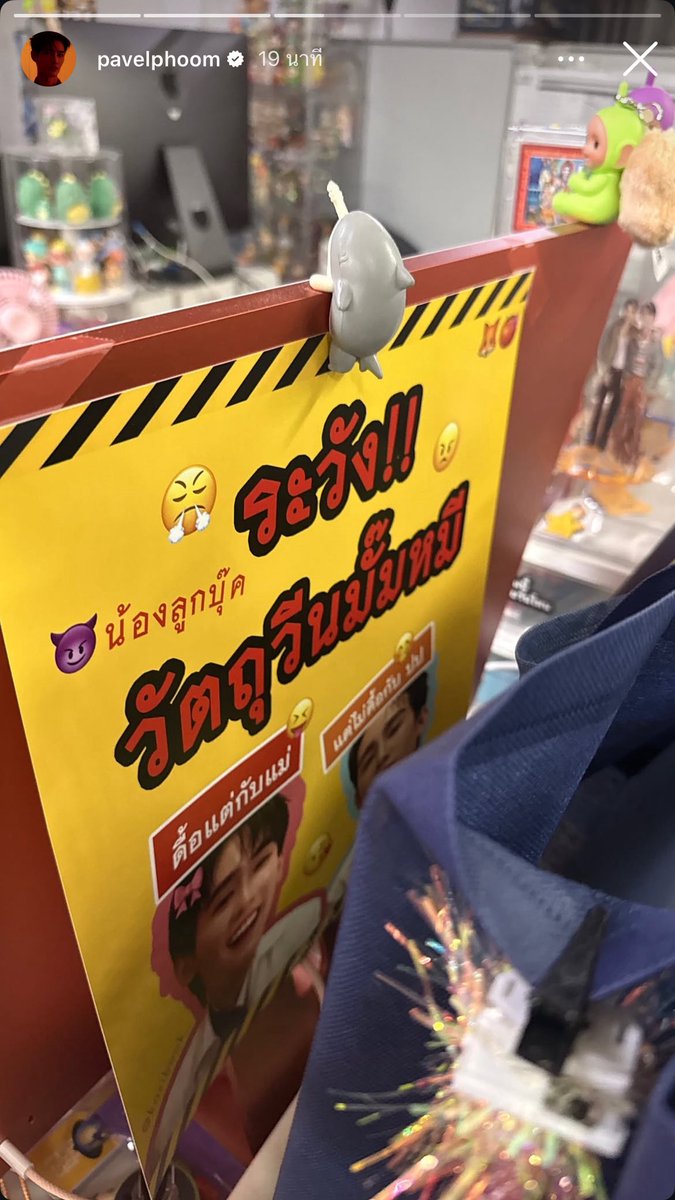 pavelphoom 19 นาที
ระวัง!!
น้องลูกบุ๊ค
วัตถุวีนมั๊มหมี
ดื้อแต่กับแม่
แต่ไม่ดื้อกับ ปป